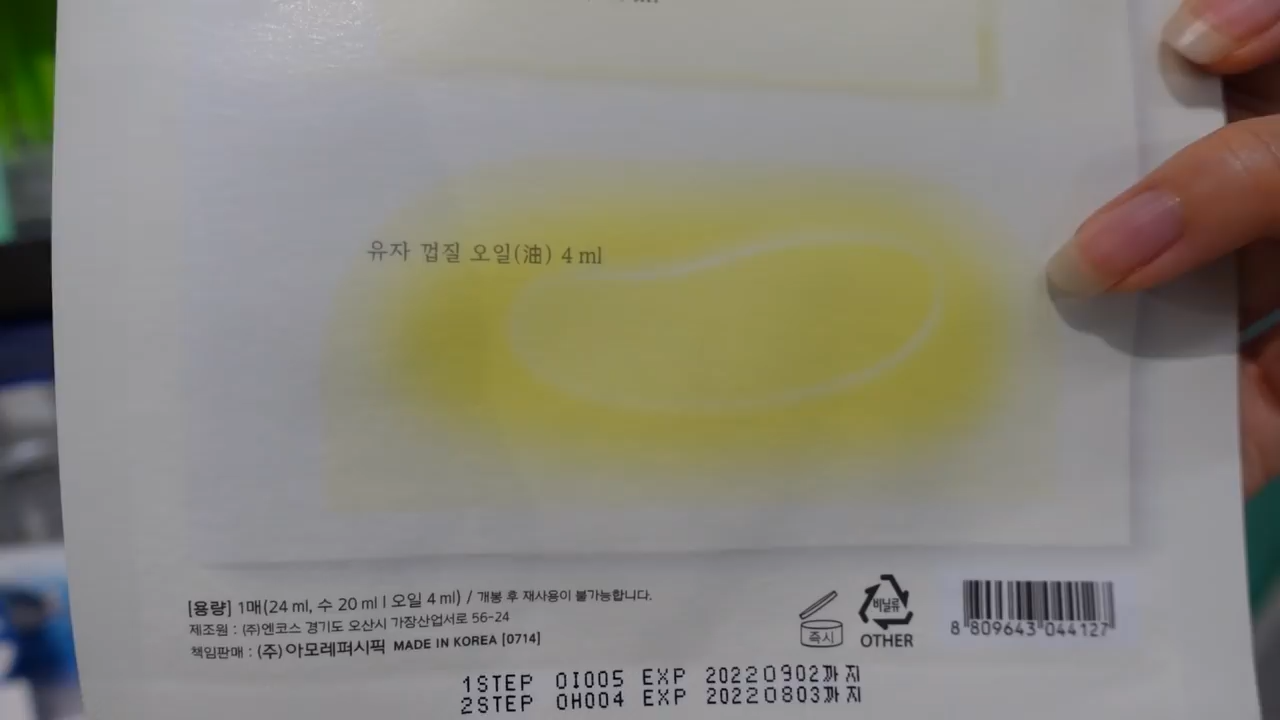 유자 껍질 오일(油) 4 ml
[용량] 1매(24 ml, 수 20 ml I 오일 4 ml) / 개봉 후 재사용이 불가능합니다.
제조원 : (주)엔코스 경기도 오산시 가장산업서로 56-24
책임판매 : (주)아모레퍼시픽 MADE IN KOREA [0714]
즉시
비닐류
OTHER
8 809643 044127
1STEP 0I005 EXP 20220902까지
2STEP 0H004 EXP 20220803까지